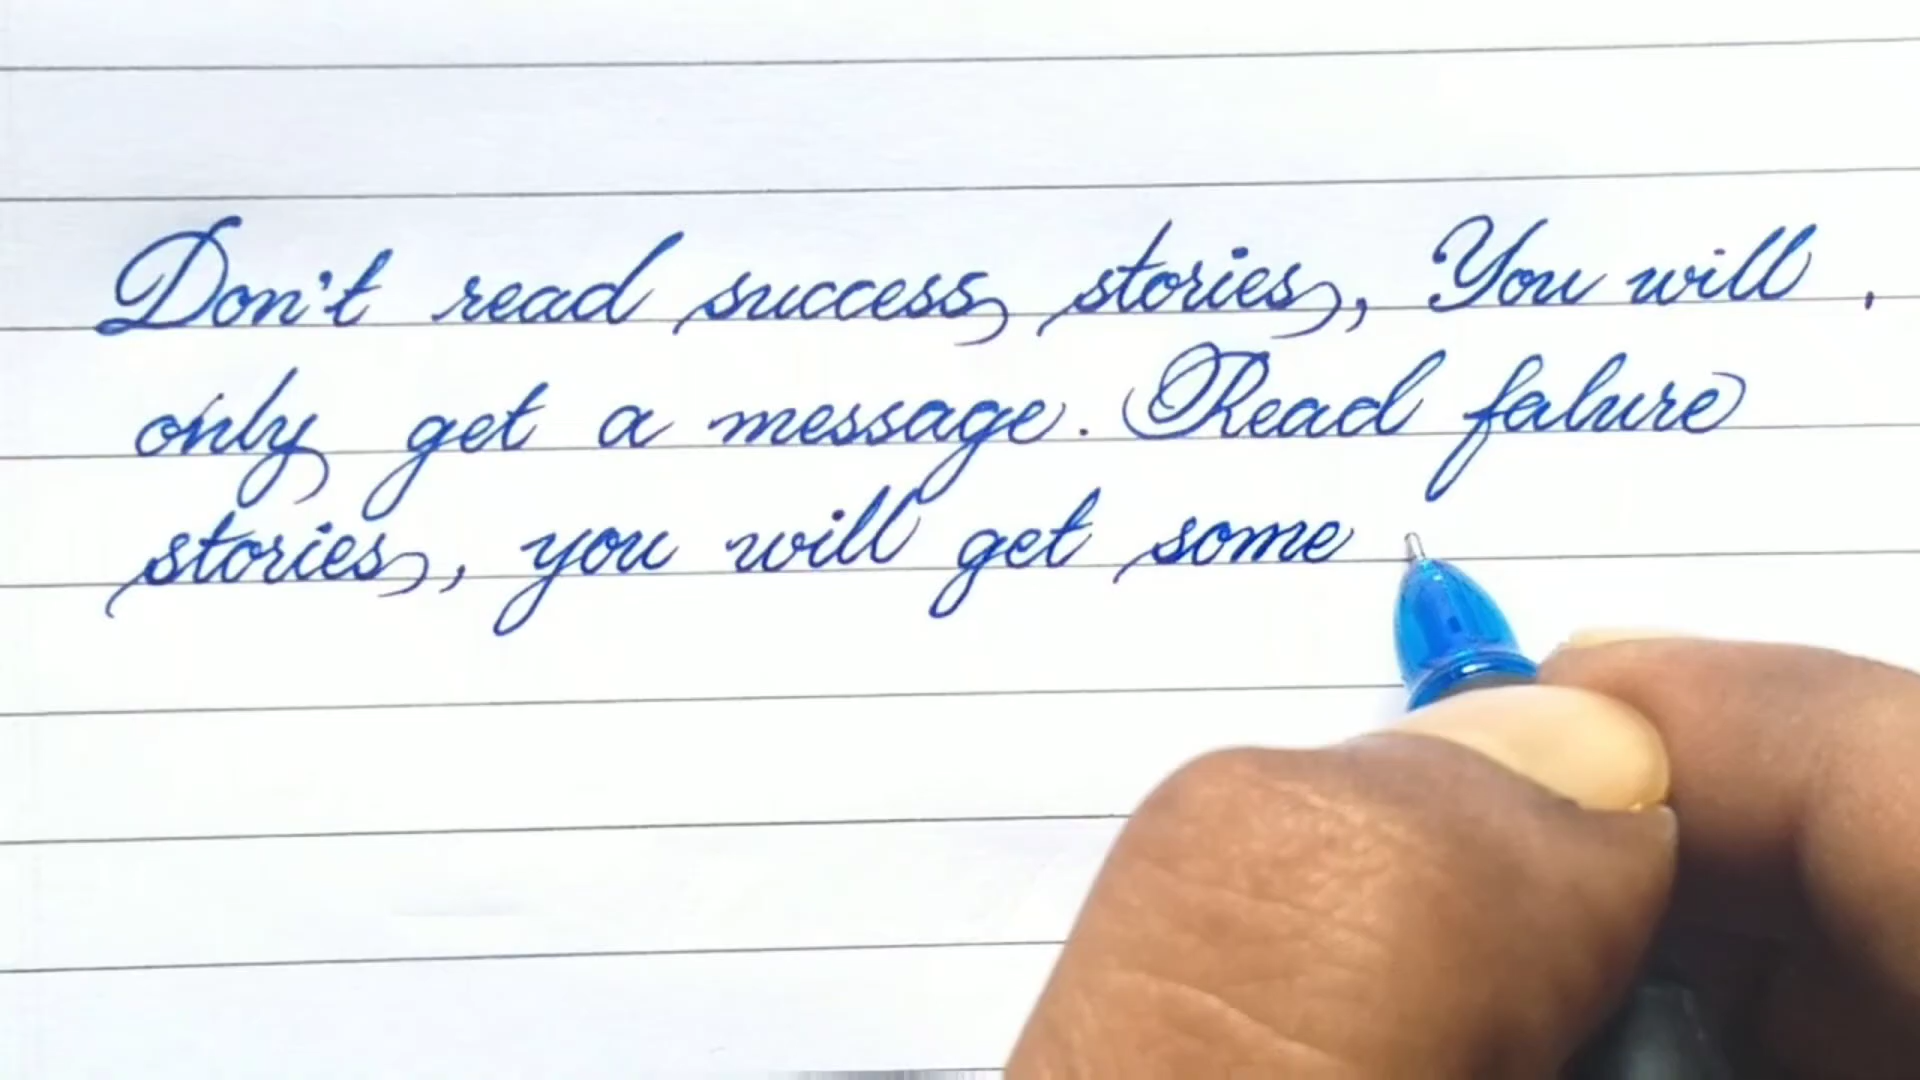 Don't read success stories, You will ,
only get a message. Read falure
stories, you will get some